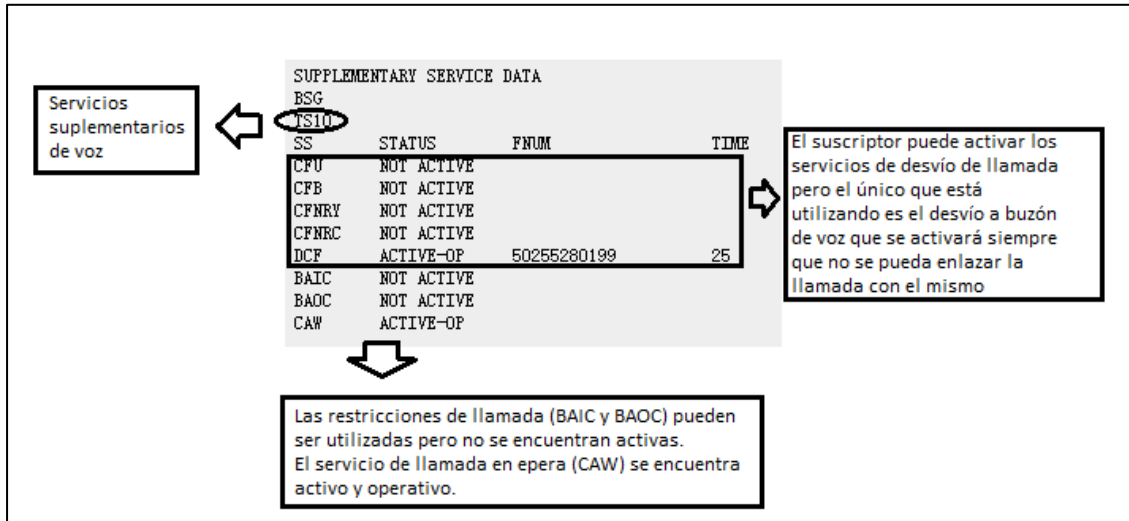 Servicios
suplementarios
de voz
SUPPLEMENTARY SERVICE DATA
BSG
TS10
SS STATUS FNUM TIME
CFU NOT ACTIVE
CFB NOT ACTIVE
CFNRY NOT ACTIVE
CFNRC NOT ACTIVE
DCF ACTIVE-OP 50255280199 25
BAIC NOT ACTIVE
BAOC NOT ACTIVE
CAW ACTIVE-OP
El suscriptor puede activar los
servicios de desvío de llamada
pero el único que está
utilizando es el desvío a buzón
de voz que se activará siempre
que no se pueda enlazar la
llamada con el mismo
Las restricciones de llamada (BAIC y BAOC) pueden
ser utilizadas pero no se encuentran activas.
El servicio de llamada en epera (CAW) se encuentra
activo y operativo.